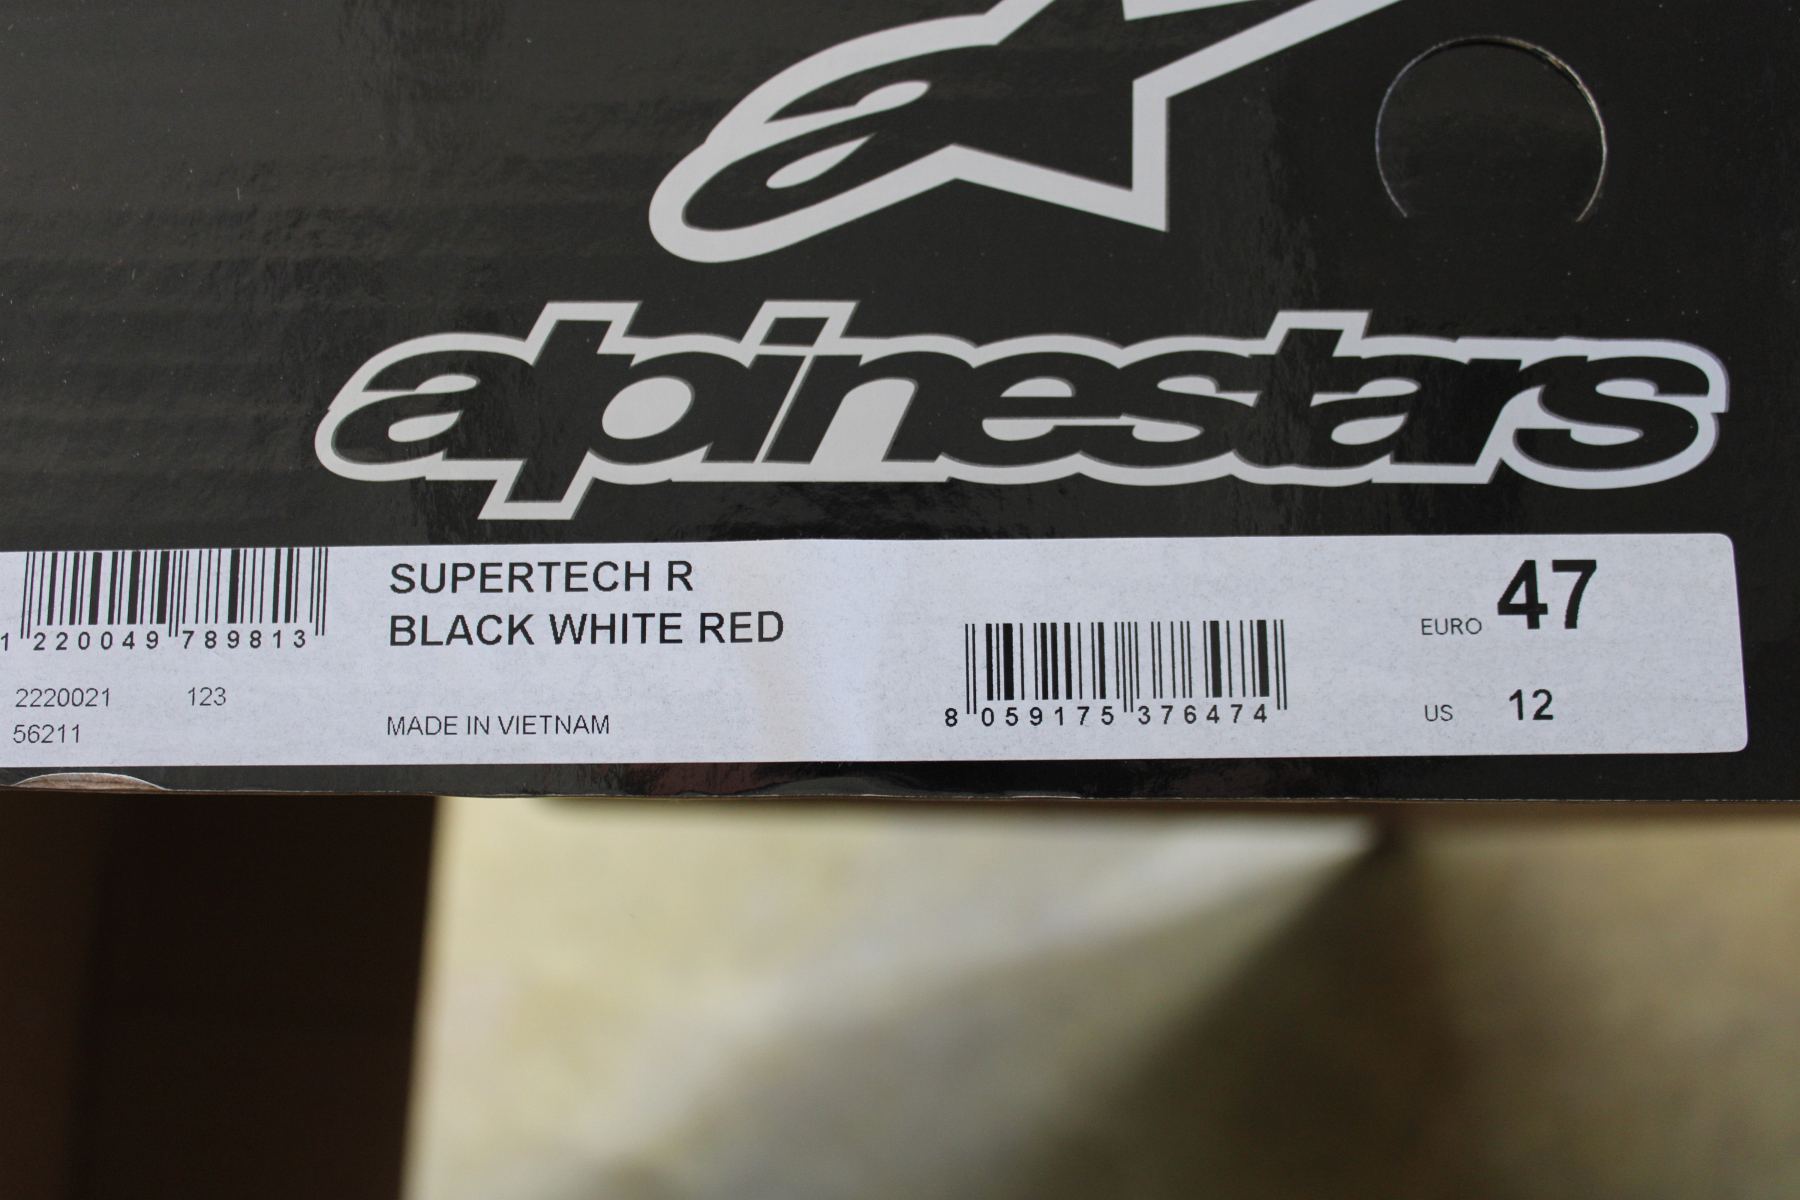 alpinestars
SUPERTECH R
BLACK WHITE RED
1 220049 789813
2220021 123
56211
MADE IN VIETNAM
8 059175 376474
EURO 47
US 12